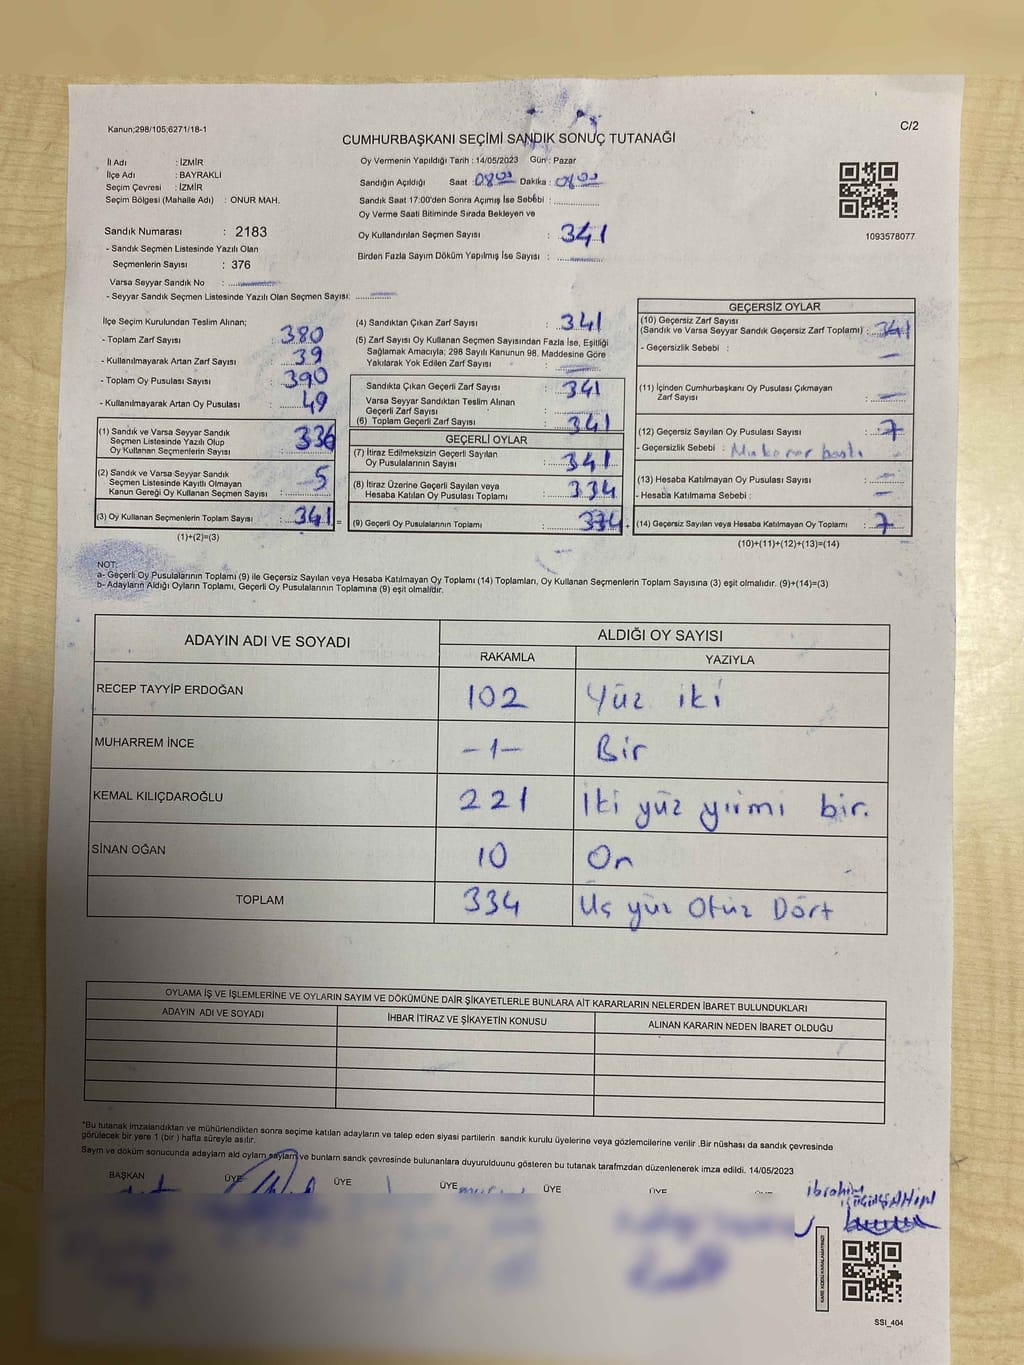 Kanun;298/105;6271/18-1
C/2
CUMHURBAŞKANI SEÇİMİ SANDIK SONUÇ TUTANAĞI
İl Adı : İZMİR
İlçe Adı : BAYRAKLI
Seçim Çevresi : İZMİR
Seçim Bölgesi (Mahalle Adı) : ONUR MAH.
Sandık Numarası : 2183
- Sandık Seçmen Listesinde Yazılı Olan
Seçmenlerin Sayısı : 376
Varsa Seyyar Sandık No :
- Seyyar Sandık Seçmen Listesinde Yazılı Olan Seçmen Sayısı:
Oy Vermenin Yapıldığı Tarih : 14/05/2023 Gün : Pazar
Sandığın Açıldığı Saat : 08 00 Dakika :
Sandık Saat 17:00'den Sonra Açımış İse Sebebi :
Oy Verme Saati Bitiminde Sırada Bekleyen ve
Oy Kullandırılan Seçmen Sayısı : 341
Birden Fazla Sayım Döküm Yapılmış İse Sayısı :
1093578077
İlçe Seçim Kurulundan Teslim Alınan;
- Toplam Zarf Sayısı : 380
- Kullanılmayarak Artan Zarf Sayısı : 39
- Toplam Oy Pusulası Sayısı : 390
- Kullanılmayarak Artan Oy Pusulası : 49
(1) Sandık ve Varsa Seyyar Sandık
Seçmen Listesinde Yazılı Olup
Oy Kullanan Seçmenlerin Sayısı : 336
(2) Sandık ve Varsa Seyyar Sandık
Seçmen Listesinde Kayıtlı Olmayan
Kanun Gereği Oy Kullanan Seçmen Sayısı : 5
(3) Oy Kullanan Seçmenlerin Toplam Sayısı : 341 =
(1)+(2)=(3)
(4) Sandıktan Çıkan Zarf Sayısı : 341
(5) Zarf Sayısı Oy Kullanan Seçmen Sayısından Fazla İse, Eşitliği
Sağlamak Amacıyla; 298 Sayılı Kanunun 98. Maddesine Göre
Yakılarak Yok Edilen Zarf Sayısı :
Sandıkta Çıkan Geçerli Zarf Sayısı : 341
Varsa Seyyar Sandıktan Teslim Alınan
Geçerli Zarf Sayısı :
(6) Toplam Geçerli Zarf Sayısı : 341
GEÇERLİ OYLAR
(7) İtiraz Edilmeksizin Geçerli Sayılan
Oy Pusulalarının Sayısı : 341
(8) İtiraz Üzerine Geçerli Sayılan veya
Hesaba Katılan Oy Pusulası Toplamı : 334
(9) Geçerli Oy Pusulalarının Toplamı : 334 +
GEÇERSİZ OYLAR
(10) Geçersiz Zarf Sayısı
(Sandık ve Varsa Seyyar Sandık Geçersiz Zarf Toplamı) : 341
- Geçersizlik Sebebi :
(11) İçinden Cumhurbaşkanı Oy Pusulası Çıkmayan
Zarf Sayısı :
(12) Geçersiz Sayılan Oy Pusulası Sayısı : 7
- Geçersizlik Sebebi :
(13) Hesaba Katılmayan Oy Pusulası Sayısı :
- Hesaba Katılmama Sebebi :
(14) Geçersiz Sayılan veya Hesaba Katılmayan Oy Toplamı : 7
(10)+(11)+(12)+(13)=(14)
NOT:
a- Geçerli Oy Pusulalarının Toplamı (9) ile Geçersiz Sayılan veya Hesaba Katılmayan Oy Toplamı (14) Toplamları, Oy Kullanan Seçmenlerin Toplam Sayısına (3) eşit olmalıdır. (9)+(14)=(3)
b- Adayların Aldığı Oyların Toplamı, Geçerli Oy Pusulalarının Toplamına (9) eşit olmalıdır.
ADAYIN ADI VE SOYADI
ALDIĞI OY SAYISI
RAKAMLA YAZIYLA
RECEP TAYYİP ERDOĞAN 102 Yüz iki
MUHARREM İNCE -1- Bir
KEMAL KILIÇDAROĞLU 221 İki yüz yirmi bir.
SİNAN OĞAN 10 On
TOPLAM 334 Üç yüz Otuz Dört
OYLAMA İŞ VE İŞLEMLERİNE VE OYLARIN SAYIM VE DÖKÜMÜNE DAİR ŞİKAYETLERLE BUNLARA AİT KARARLARIN NELERDEN İBARET BULUNDUKLARI
ADAYIN ADI VE SOYADI İHBAR İTİRAZ VE ŞİKAYETİN KONUSU ALINAN KARARIN NEDEN İBARET OLDUĞU
*Bu tutanak imzalandıktan ve mühürlendikten sonra seçime katılan adayların ve talep eden siyasi partilerin sandık kurulu üyelerine veya gözlemcilerine verilir .Bir nüshası da sandık çevresinde
görülecek bir yere 1 (bir ) hafta süreyle asılır.
Sayım ve döküm sonucunda adayların aldığı oyların sayıları ve bunların sandık çevresinde bulunanlara duyurulduunu gösteren bu tutanak tarafımzdan düzenlenerek imza edildi. 14/05/2023
BAŞKAN ÜYE ÜYE ÜYE ÜYE ÜYE
ibrahim
KARE KODU KARALAMAYINIZ!
SSI_404